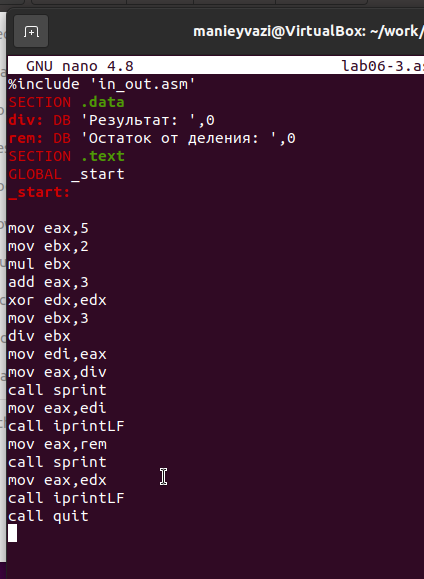 manieyvazi@VirtualBox: ~/work/
GNU nano 4.8 lab06-3.as
%include 'in_out.asm'
SECTION .data
div: DB 'Результат: ',0
rem: DB 'Остаток от деления: ',0
SECTION .text
GLOBAL _start
_start:
mov eax,5
mov ebx,2
mul ebx
add eax,3
xor edx,edx
mov ebx,3
div ebx
mov edi,eax
mov eax,div
call sprint
mov eax,edi
call iprintLF
mov eax,rem
call sprint
mov eax,edx
call iprintLF
call quit